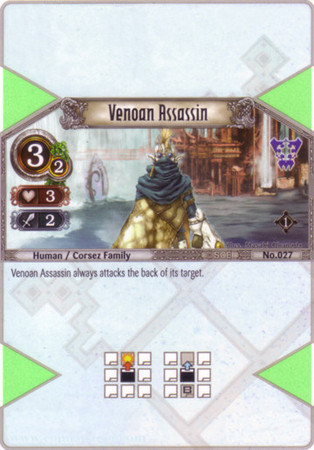 Venoan Assassin
3
2
3
2
Human / Corsez Family
No.027
Venoan Assassin always attacks the back of its target.
B